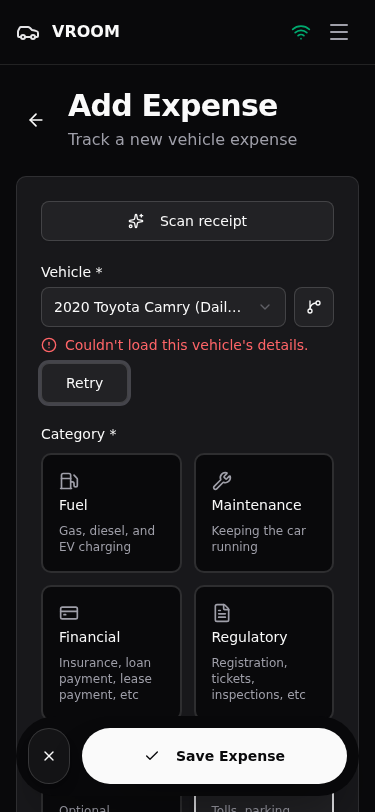 VROOM
Add Expense
Track a new vehicle expense
Scan receipt
Vehicle *
2020 Toyota Camry (Dail...
Couldn't load this vehicle's details.
Retry
Category *
Fuel
Gas, diesel, and
EV charging
Maintenance
Keeping the car
running
Financial
Insurance, loan
payment, lease
payment, etc
Regulatory
Registration,
tickets,
inspections, etc
Save Expense
Optional
Tolls, parking,